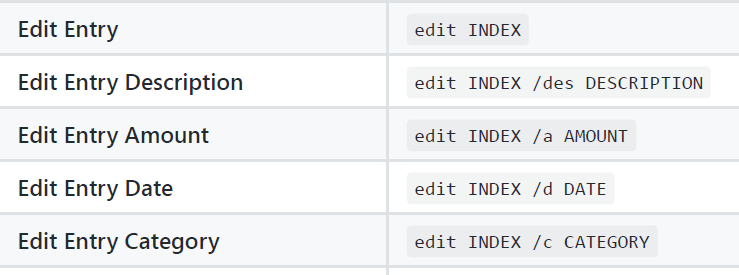 Edit Entry edit INDEX
Edit Entry Description edit INDEX /des DESCRIPTION
Edit Entry Amount edit INDEX /a AMOUNT
Edit Entry Date edit INDEX /d DATE
Edit Entry Category edit INDEX /c CATEGORY